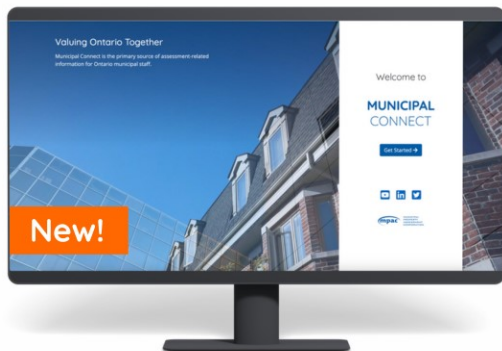 Valuing Ontario Together
Municipal Connect is the primary source of assessment-related
information for Ontario municipal staff.
Welcome to
MUNICIPAL
CONNECT
Get Started →
New!
mpac